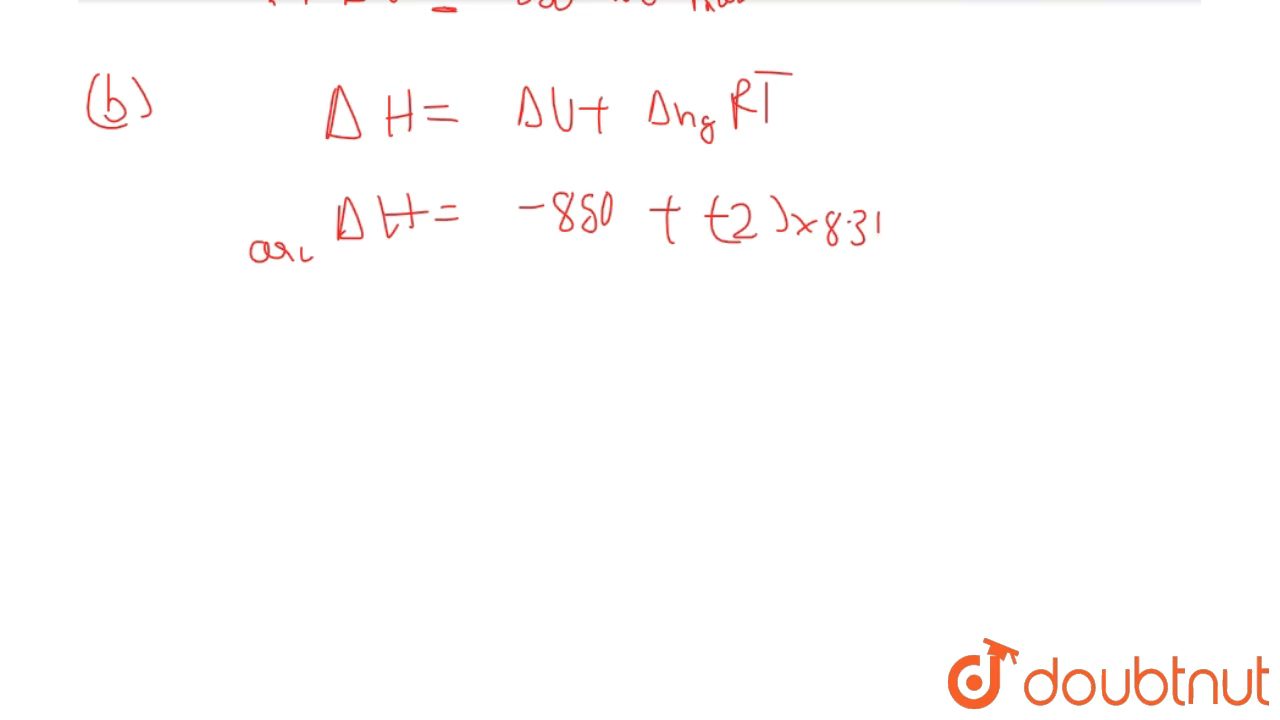 (b) ΔH = ΔU + Δng RT
ΔH = -880 + (-2) × 8.31
doubtnut